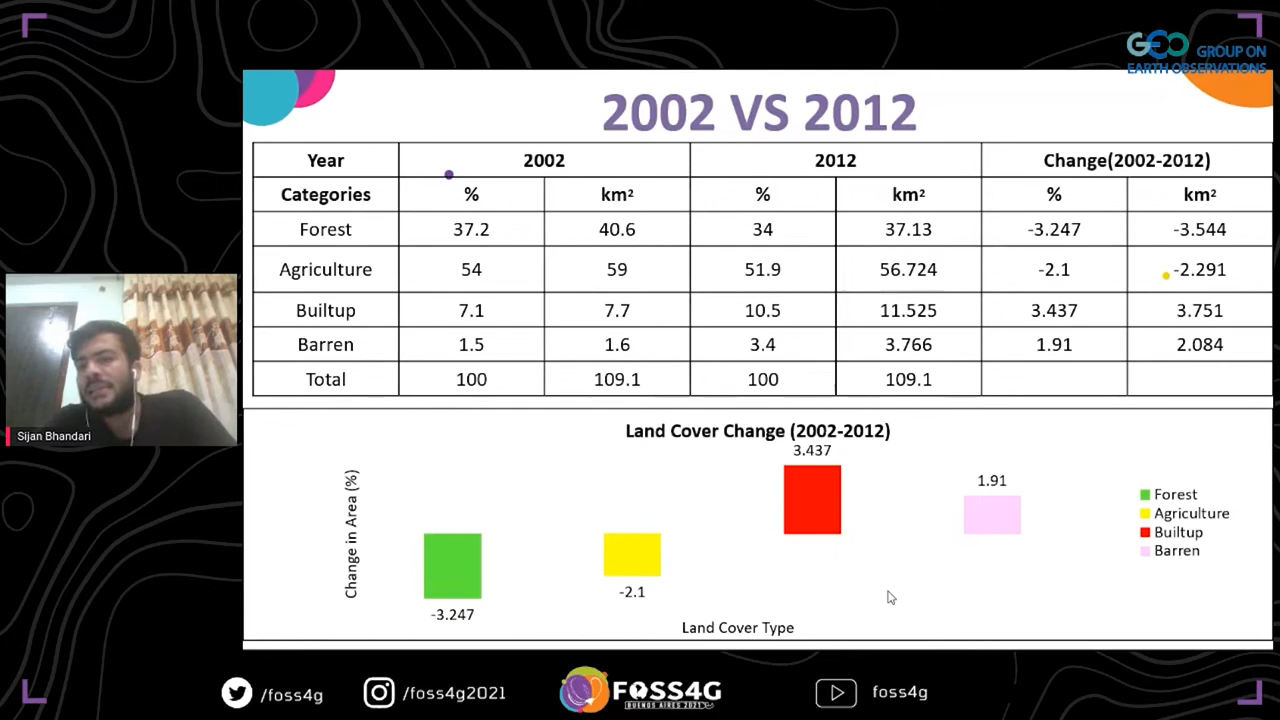 GEO GROUP ON
EARTH OBSERVATIONS
2002 VS 2012
Year 2002 2012 Change(2002-2012)
Categories % km² % km² % km²
Forest 37.2 40.6 34 37.13 -3.247 -3.544
Agriculture 54 59 51.9 56.724 -2.1 -2.291
Builtup 7.1 7.7 10.5 11.525 3.437 3.751
Barren 1.5 1.6 3.4 3.766 1.91 2.084
Total 100 109.1 100 109.1
Sijan Bhandari
Land Cover Change (2002-2012)
3.437
1.91
Change in Area (%)
-2.1
-3.247
Forest
Agriculture
Builtup
Barren
Land Cover Type
/foss4g
/foss4g2021
FOSS4G
BUENOS AIRES 2021
foss4g